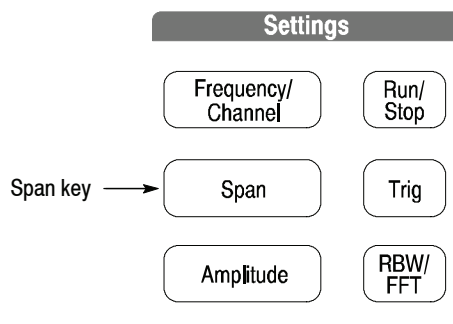 Settings
Frequency/
Channel
Run/
Stop
Span key
Span
Trig
Amplitude
RBW/
FFT